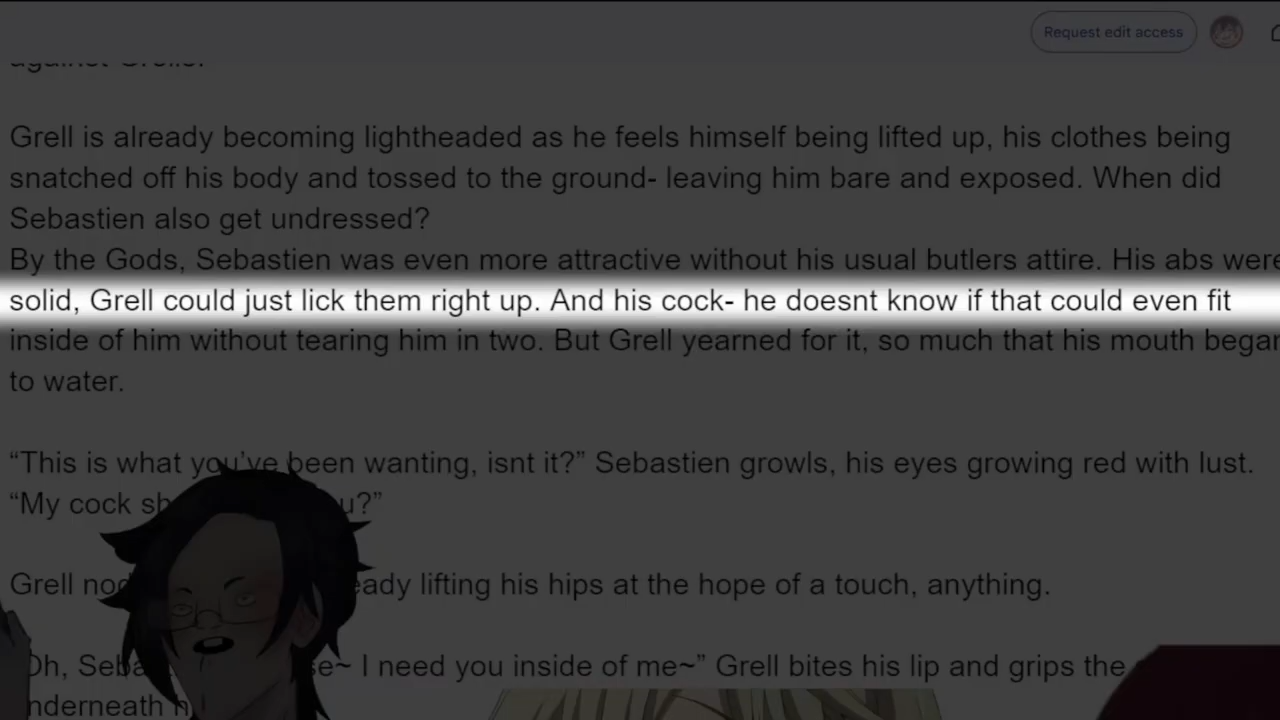 Request edit access
Grell is already becoming lightheaded as he feels himself being lifted up, his clothes being
snatched off his body and tossed to the ground- leaving him bare and exposed. When did
Sebastien also get undressed?
By the Gods, Sebastien was even more attractive without his usual butlers attire. His abs were
solid, Grell could just lick them right up. And his cock- he doesnt know if that could even fit
inside of him without tearing him in two. But Grell yearned for it, so much that his mouth began
to water.
“This is what you’ve been wanting, isnt it?” Sebastien growls, his eyes growing red with lust.
“My cock
Grell lifting his hips at the hope of a touch, anything.
I need you inside of me~” Grell bites his lip and grips the